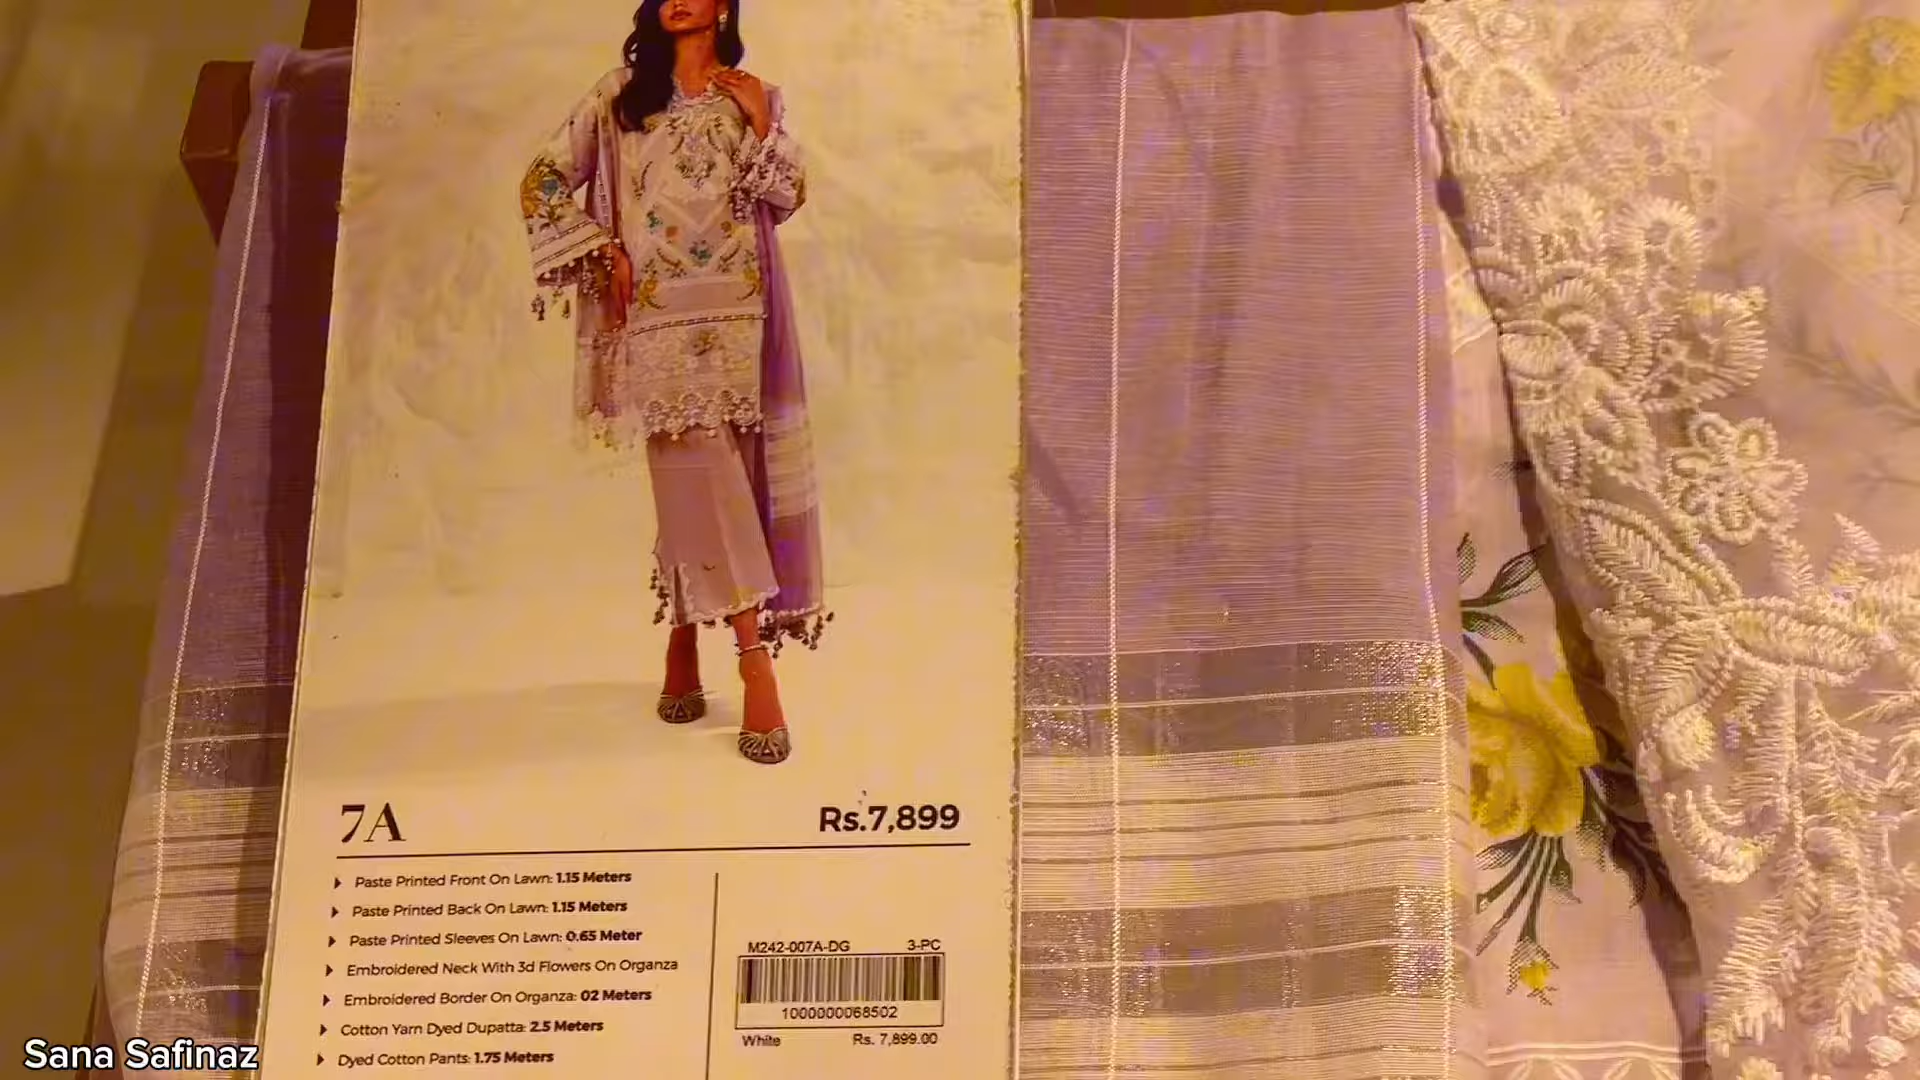 7A
Rs.7,899
Paste Printed Front On Lawn: 1.15 Meters
Paste Printed Back On Lawn: 1.15 Meters
Paste Printed Sleeves On Lawn: 0.65 Meter
Embroidered Neck With 3d Flowers On Organza
Embroidered Border On Organza: 02 Meters
Cotton Yarn Dyed Dupatta: 2.5 Meters
Dyed Cotton Pants: 1.75 Meters
M242-007A-DG 3-PC
1000000068502
White Rs. 7,899.00
Sana Safinaz